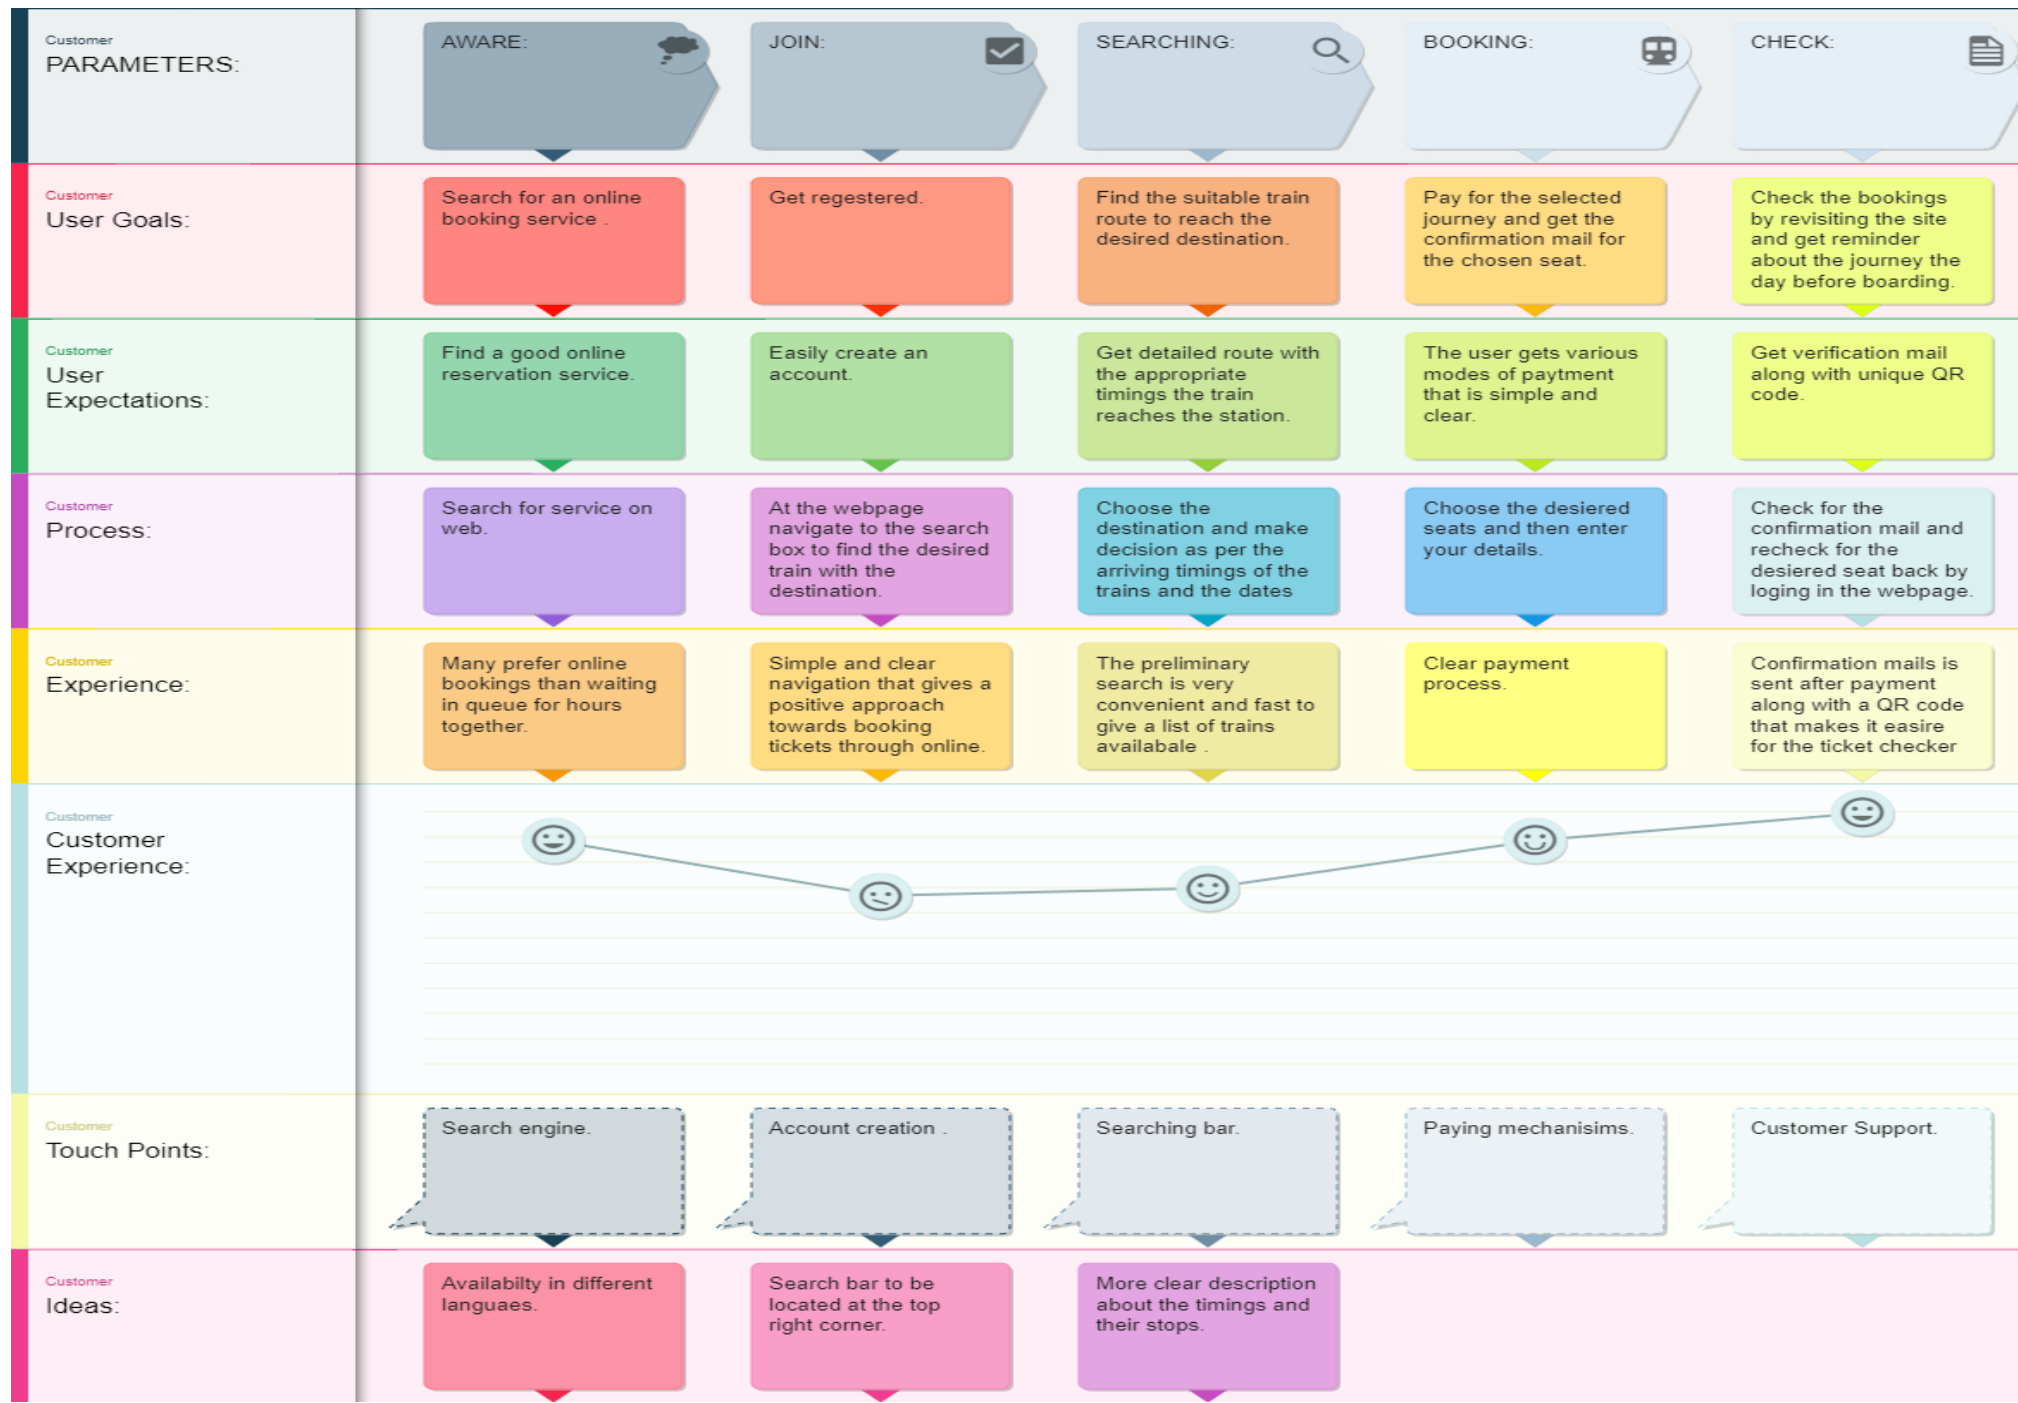 Customer
PARAMETERS:
AWARE:
JOIN:
SEARCHING:
BOOKING:
CHECK:
Customer
User Goals:
Search for an online
booking service .
Get regestered.
Find the suitable train
route to reach the
desired destination.
Pay for the selected
journey and get the
confirmation mail for
the chosen seat.
Check the bookings
by revisiting the site
and get reminder
about the journey the
day before boarding.
Customer
User
Expectations:
Find a good online
reservation service.
Easily create an
account.
Get detailed route with
the appropriate
timings the train
reaches the station.
The user gets various
modes of paytment
that is simple and
clear.
Get verification mail
along with unique QR
code.
Customer
Process:
Search for service on
web.
At the webpage
navigate to the search
box to find the desired
train with the
destination.
Choose the
destination and make
decision as per the
arriving timings of the
trains and the dates
Choose the desiered
seats and then enter
your details.
Check for the
confirmation mail and
recheck for the
desiered seat back by
loging in the webpage.
Customer
Experience:
Many prefer online
bookings than waiting
in queue for hours
together.
Simple and clear
navigation that gives a
positive approach
towards booking
tickets through online.
The preliminary
search is very
convenient and fast to
give a list of trains
availabale .
Clear payment
process.
Confirmation mails is
sent after payment
along with a QR code
that makes it easire
for the ticket checker
Customer
Customer
Experience:
Customer
Touch Points:
Search engine.
Account creation .
Searching bar.
Paying mechanisims.
Customer Support.
Customer
Ideas:
Availabilty in different
languaes.
Search bar to be
located at the top
right corner.
More clear description
about the timings and
their stops.